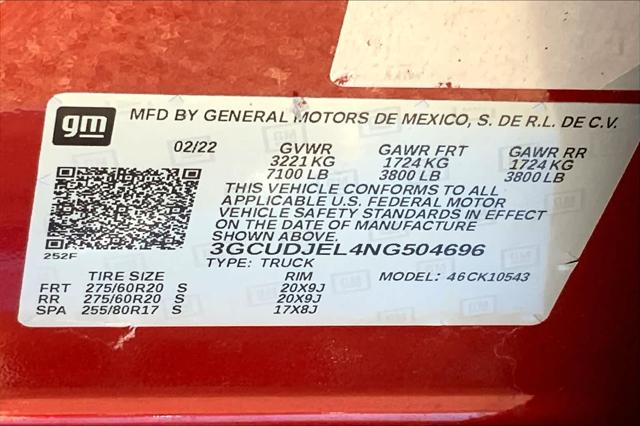 gm
MFD BY GENERAL MOTORS DE MEXICO, S. DE R.L. DE C.V.
02/22 GVWR GAWR FRT GAWR RR
3221 KG 1724 KG 1724 KG
7100 LB 3800 LB 3800 LB
THIS VEHICLE CONFORMS TO ALL
APPLICABLE U.S. FEDERAL MOTOR
VEHICLE SAFETY STANDARDS IN EFFECT
ON THE DATE OF MANUFACTURE
SHOWN ABOVE.
3GCUDJEL4NG504696
252F
TYPE: TRUCK
TIRE SIZE RIM MODEL: 46CK10543
FRT 275/60R20 S 20X9J
RR 275/60R20 S 20X9J
SPA 255/80R17 S 17X8J